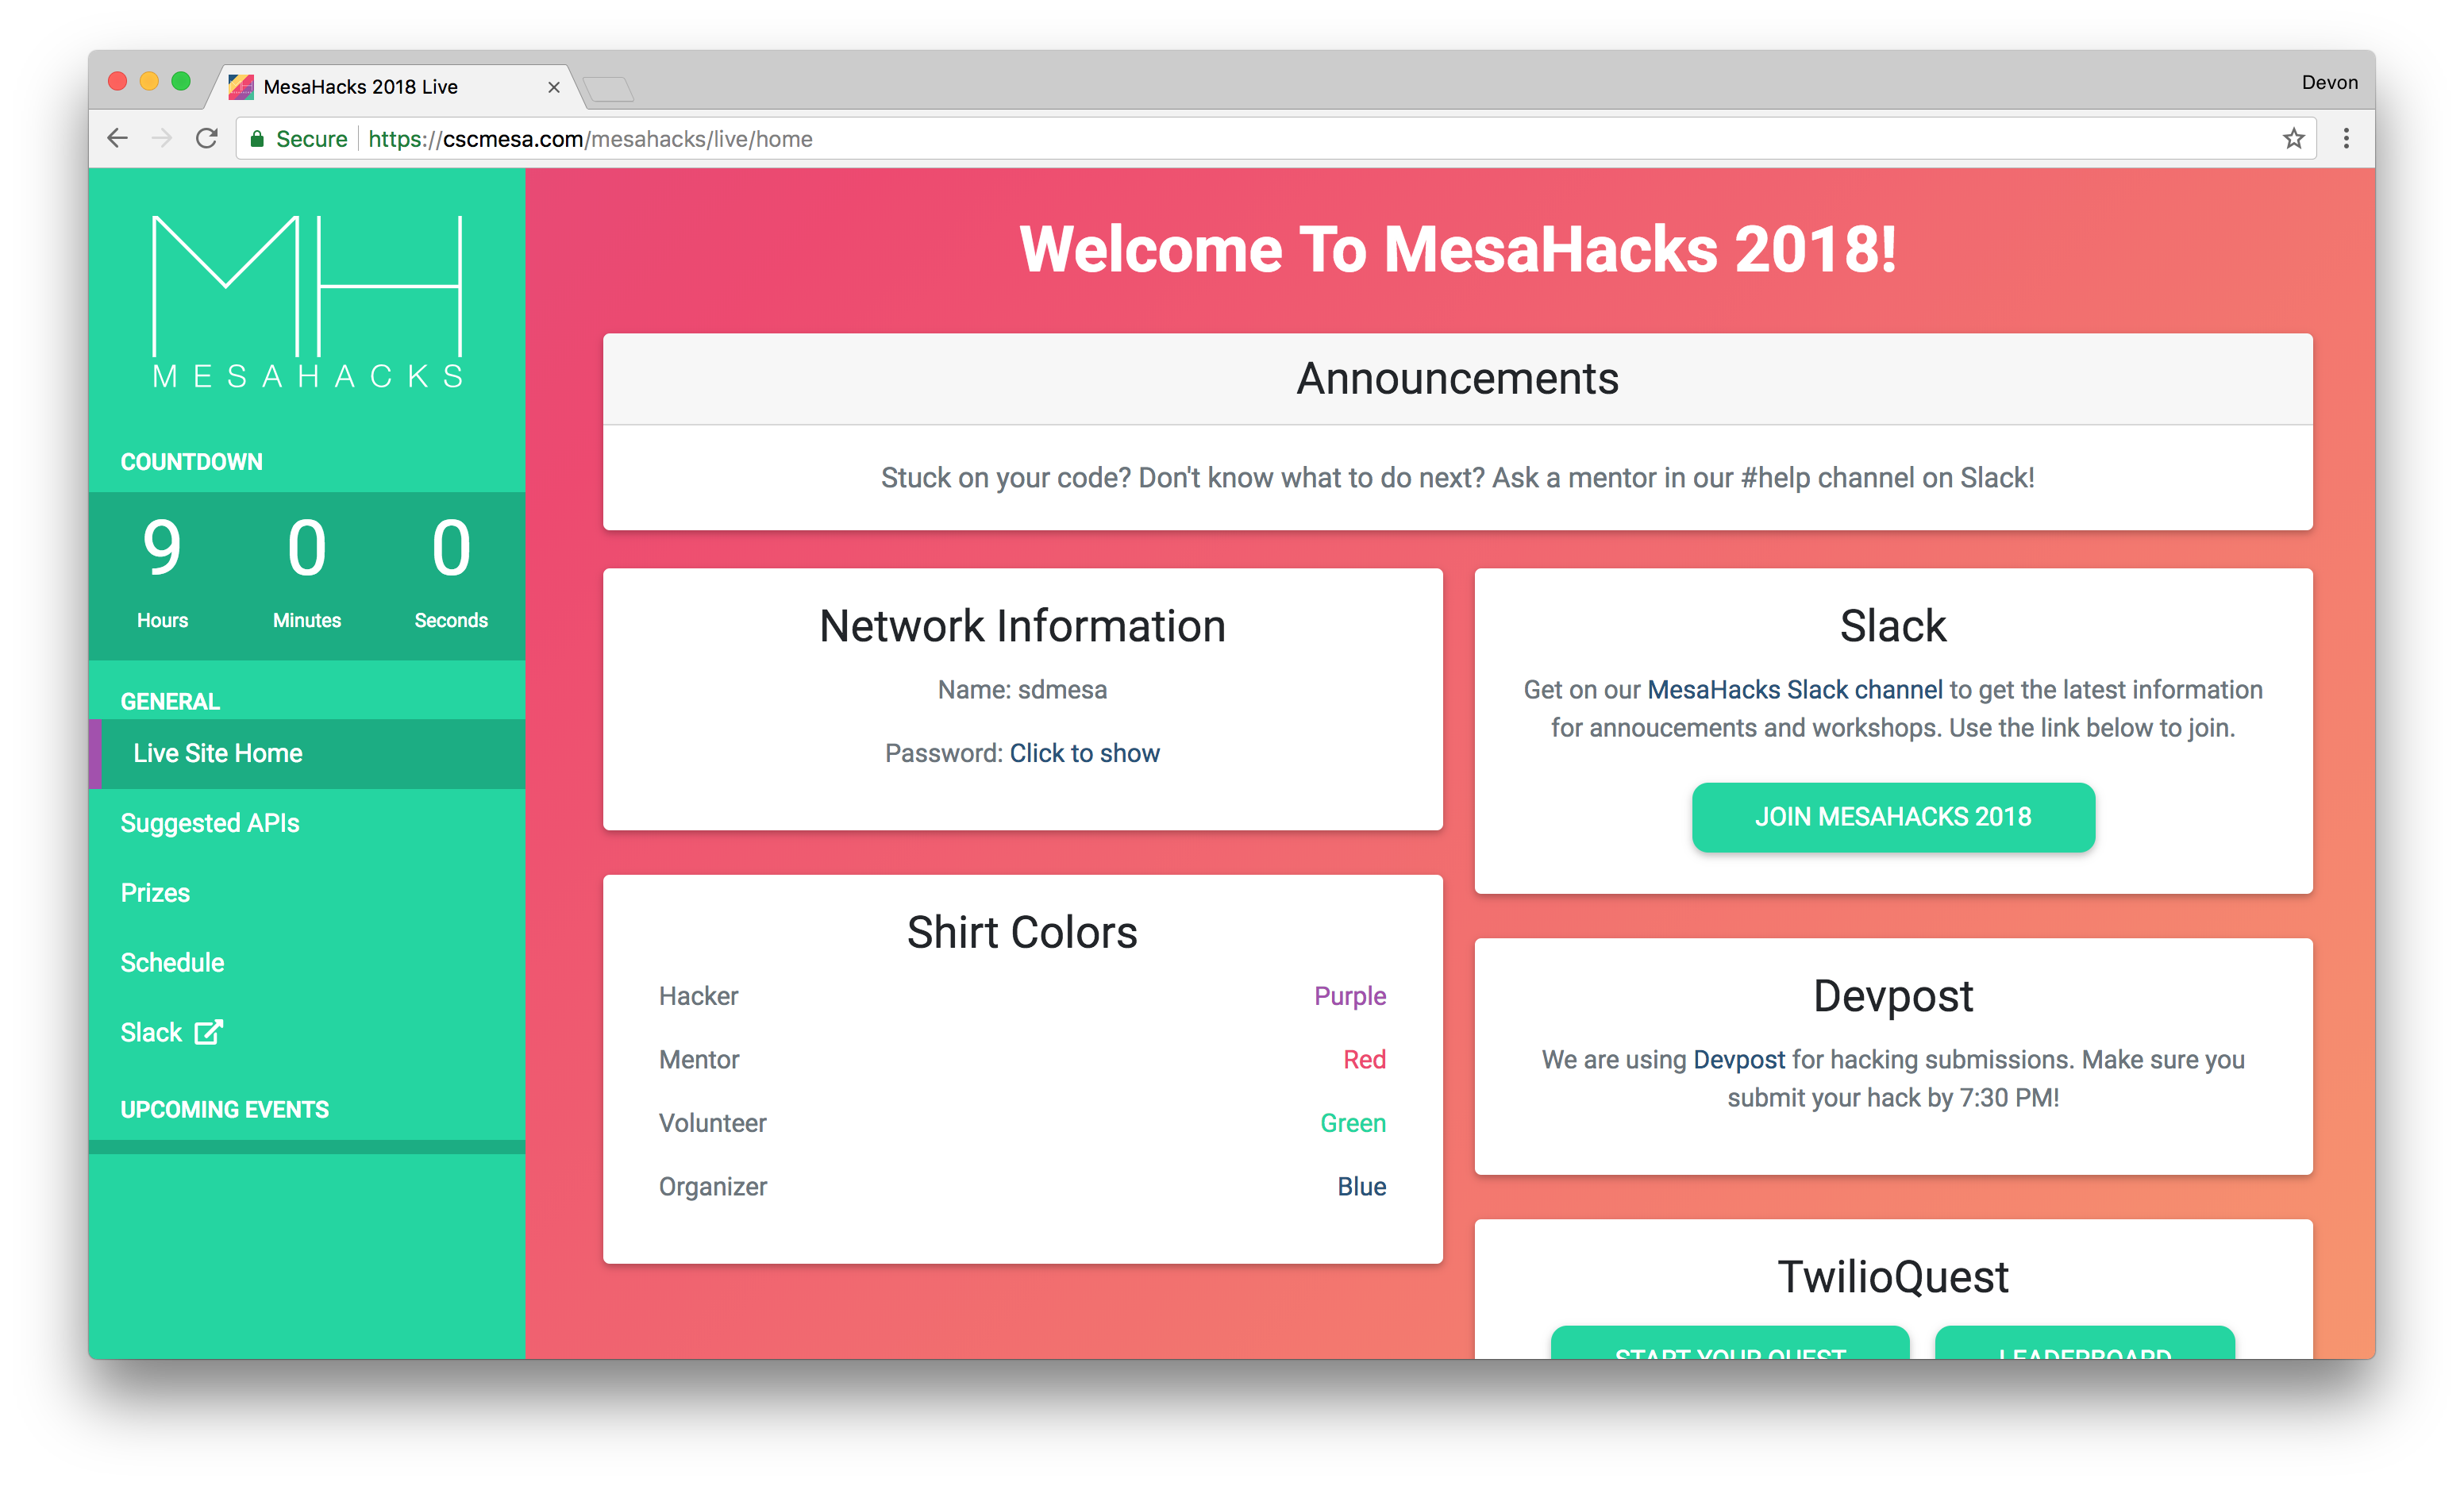 MesaHacks 2018 Live
Devon
Secure https://cscmesa.com/mesahacks/live/home
MH
MESAHACKS
COUNTDOWN
9 0 0
Hours Minutes Seconds
GENERAL
Live Site Home
Suggested APIs
Prizes
Schedule
Slack
UPCOMING EVENTS
Welcome To MesaHacks 2018!
Announcements
Stuck on your code? Don't know what to do next? Ask a mentor in our #help channel on Slack!
Network Information
Name: sdmesa
Password: Click to show
Shirt Colors
Hacker Purple
Mentor Red
Volunteer Green
Organizer Blue
Slack
Get on our MesaHacks Slack channel to get the latest information
for annoucements and workshops. Use the link below to join.
JOIN MESAHACKS 2018
Devpost
We are using Devpost for hacking submissions. Make sure you
submit your hack by 7:30 PM!
TwilioQuest
START YOUR QUEST LEADERBOARD